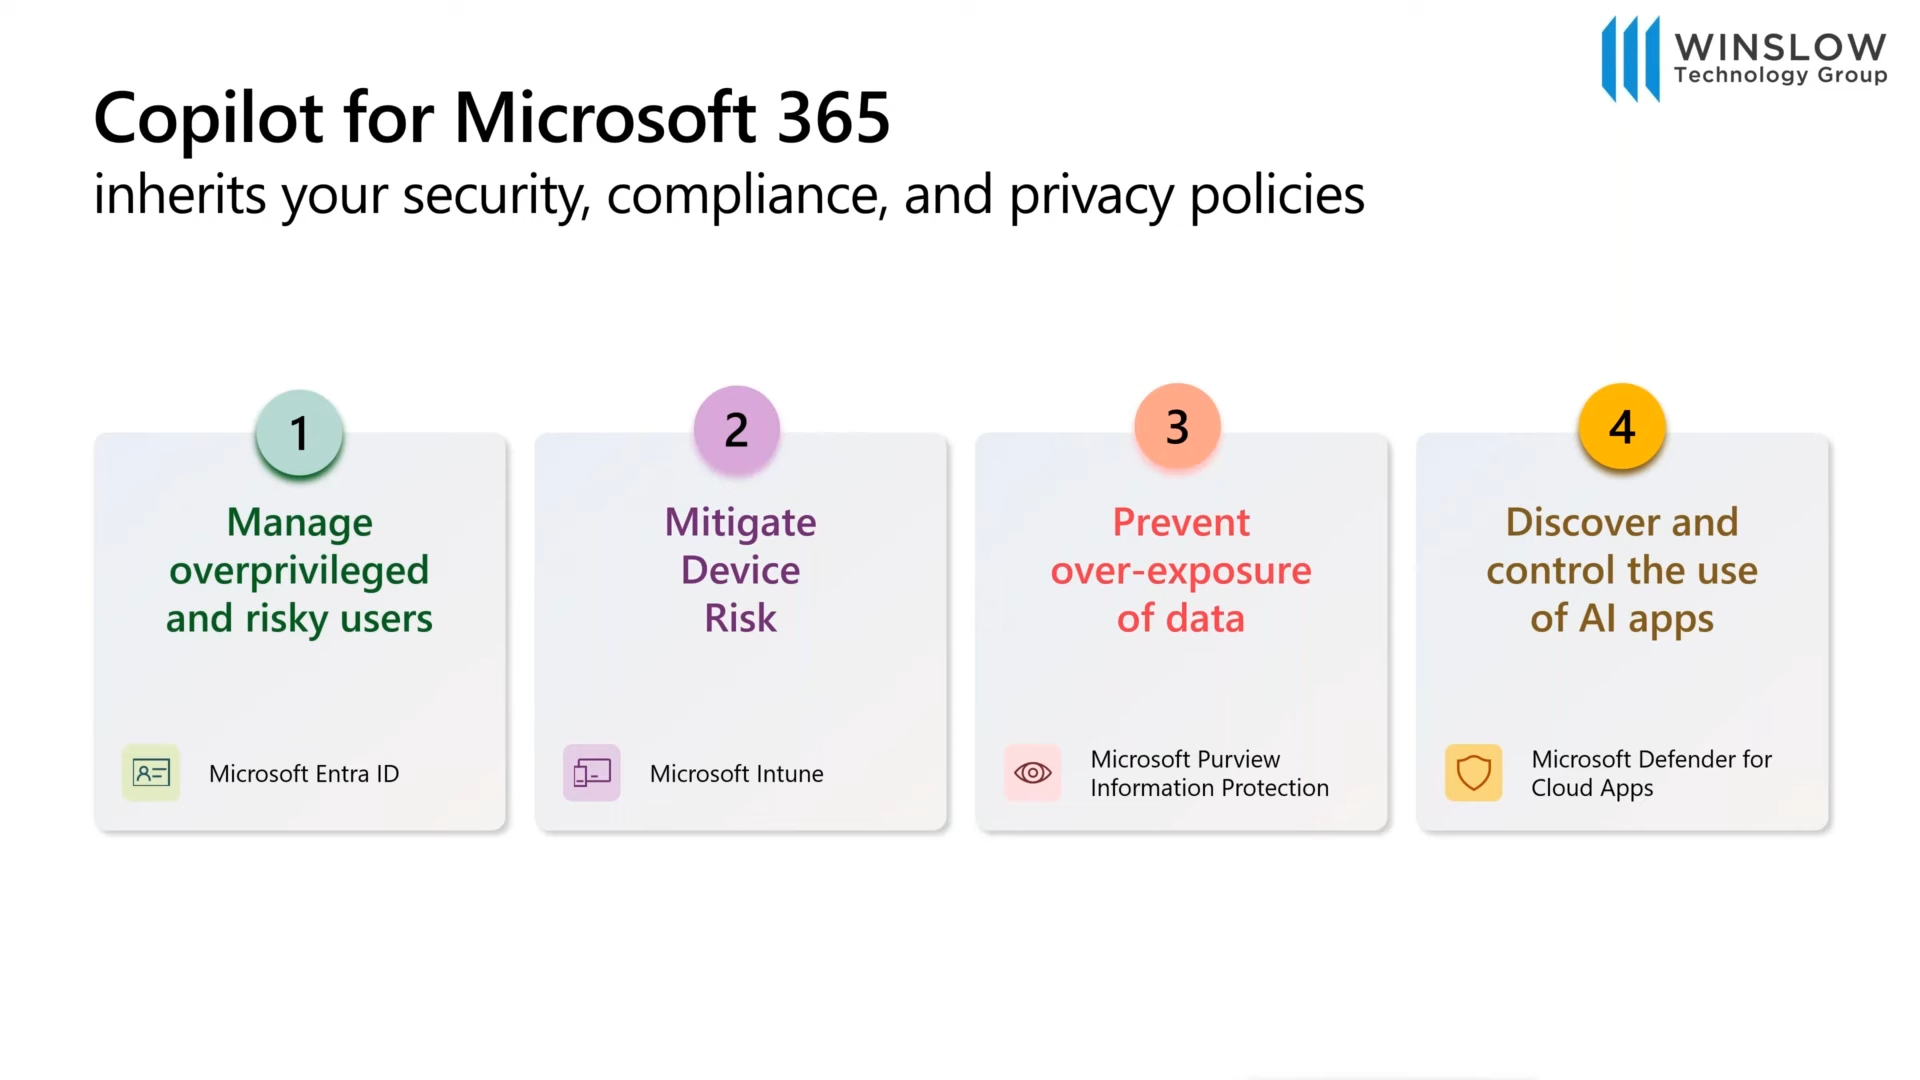 WINSLOW
Technology Group
Copilot for Microsoft 365
inherits your security, compliance, and privacy policies
1
Manage
overprivileged
and risky users
Microsoft Entra ID
2
Mitigate
Device
Risk
Microsoft Intune
3
Prevent
over-exposure
of data
Microsoft Purview
Information Protection
4
Discover and
control the use
of AI apps
Microsoft Defender for
Cloud Apps